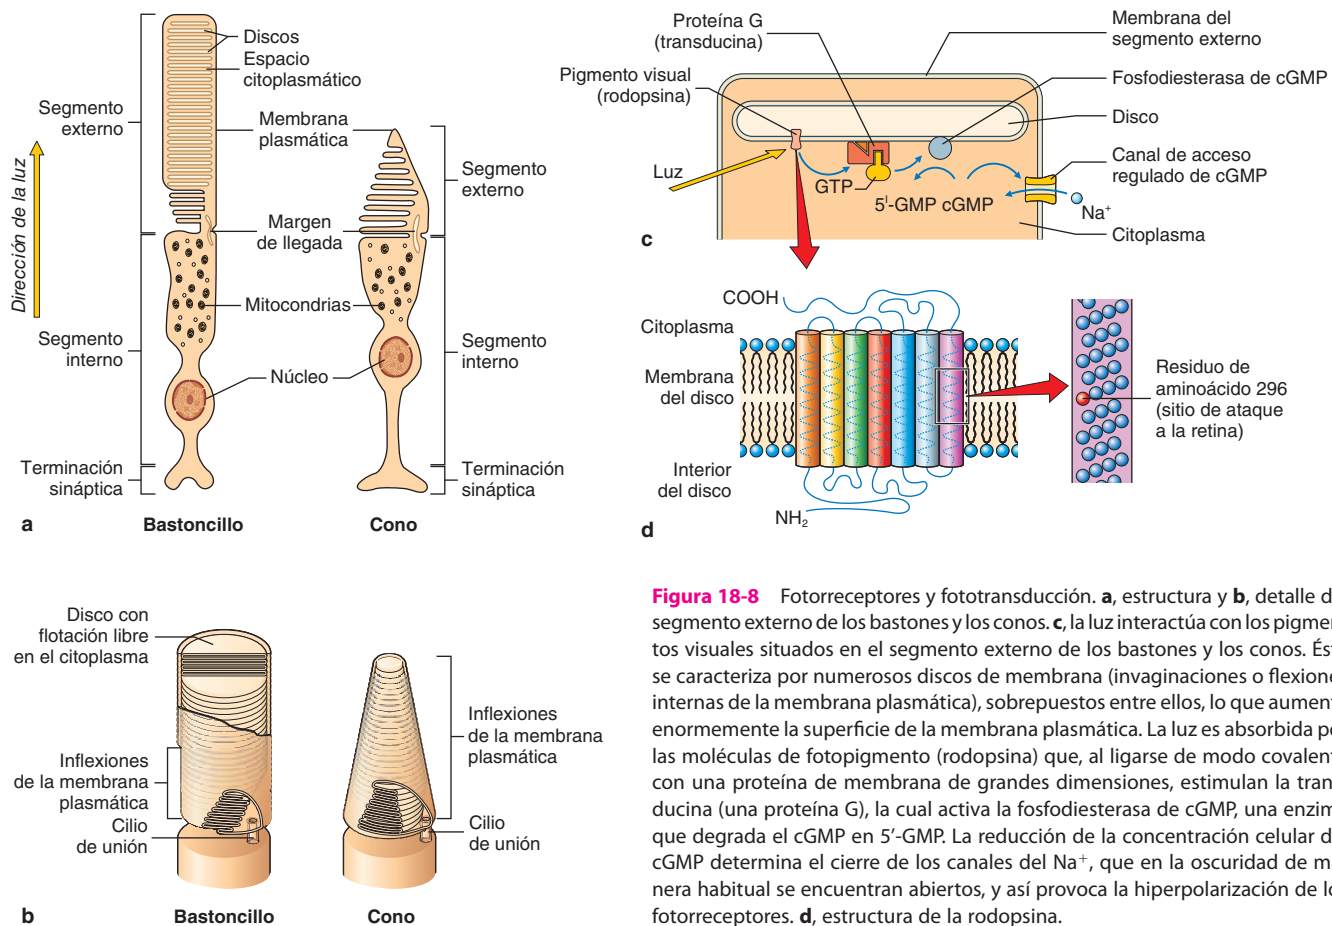 Discos
Espacio
citoplasmático
Segmento
externo
Membrana
plasmática
Segmento
externo
Dirección de la luz
Margen
de llegada
Mitocondrias
Segmento
interno
Segmento
interno
Núcleo
Terminación
sináptica
Terminación
sináptica
a
Bastoncillo
Cono
Disco con
flotación libre
en el citoplasma
Inflexiones
de la membrana
plasmática
Inflexiones
de la membrana
plasmática
Cilio
de unión
Cilio
de unión
b
Bastoncillo
Cono
Proteína G
(transducina)
Membrana del
segmento externo
Pigmento visual
(rodopsina)
Fosfodiesterasa de cGMP
Disco
Luz
GTP
Canal de acceso
regulado de cGMP
5ᴵ-GMP cGMP
Na⁺
Citoplasma
c
COOH
Citoplasma
Membrana
del disco
Residuo de
aminoácido 296
(sitio de ataque
a la retina)
Interior
del disco
NH₂
d
Figura 18-8 Fotorreceptores y fototransducción. a, estructura y b, detalle d
segmento externo de los bastones y los conos. c, la luz interactúa con los pigmen
tos visuales situados en el segmento externo de los bastones y los conos. Ést
se caracteriza por numerosos discos de membrana (invaginaciones o flexione
internas de la membrana plasmática), sobrepuestos entre ellos, lo que aument
enormemente la superficie de la membrana plasmática. La luz es absorbida po
las moléculas de fotopigmento (rodopsina) que, al ligarse de modo covalent
con una proteína de membrana de grandes dimensiones, estimulan la tran
ducina (una proteína G), la cual activa la fosfodiesterasa de cGMP, una enzim
que degrada el cGMP en 5′-GMP. La reducción de la concentración celular d
cGMP determina el cierre de los canales del Na⁺, que en la oscuridad de m
nera habitual se encuentran abiertos, y así provoca la hiperpolarización de lo
fotorreceptores. d, estructura de la rodopsina.